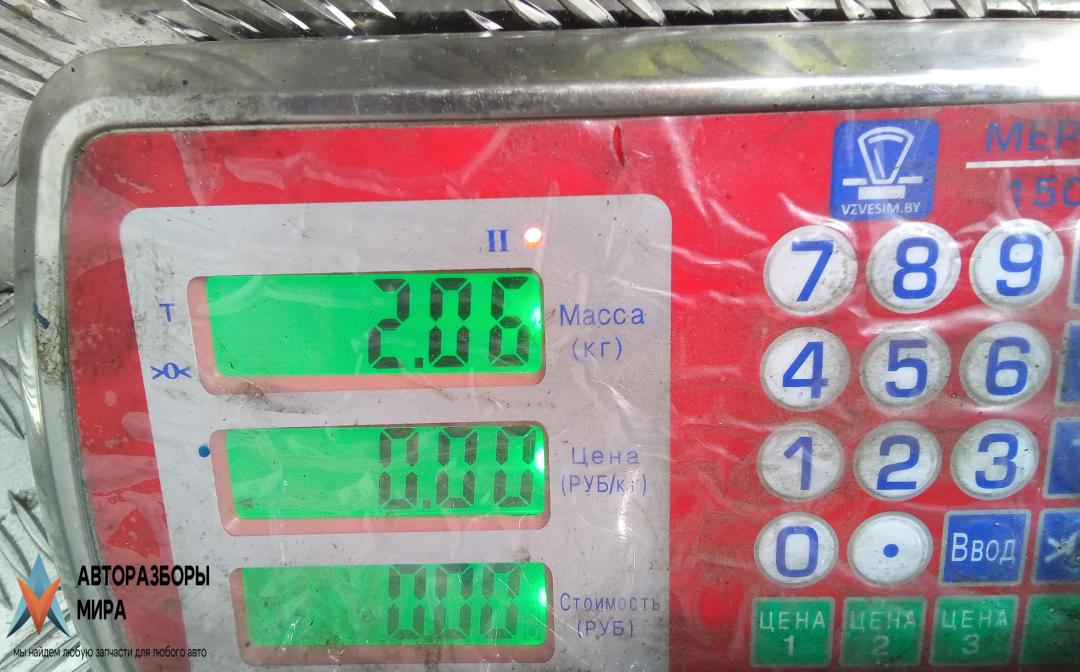 МЕР
VZVESIM.BY
150
II
T
2.06
Масса
(кг)
>0<
7 8 9
4 5 6
0.00
Цена
(РУБ/кг)
1 2 3
0 . Ввод
0.00
Стоимость
(РУБ)
ЦЕНА 
1
ЦЕНА
2
ЦЕНА
3
АВТОРАЗБОРЫ
МИРА
мы найдем любую запчасти для любого авто